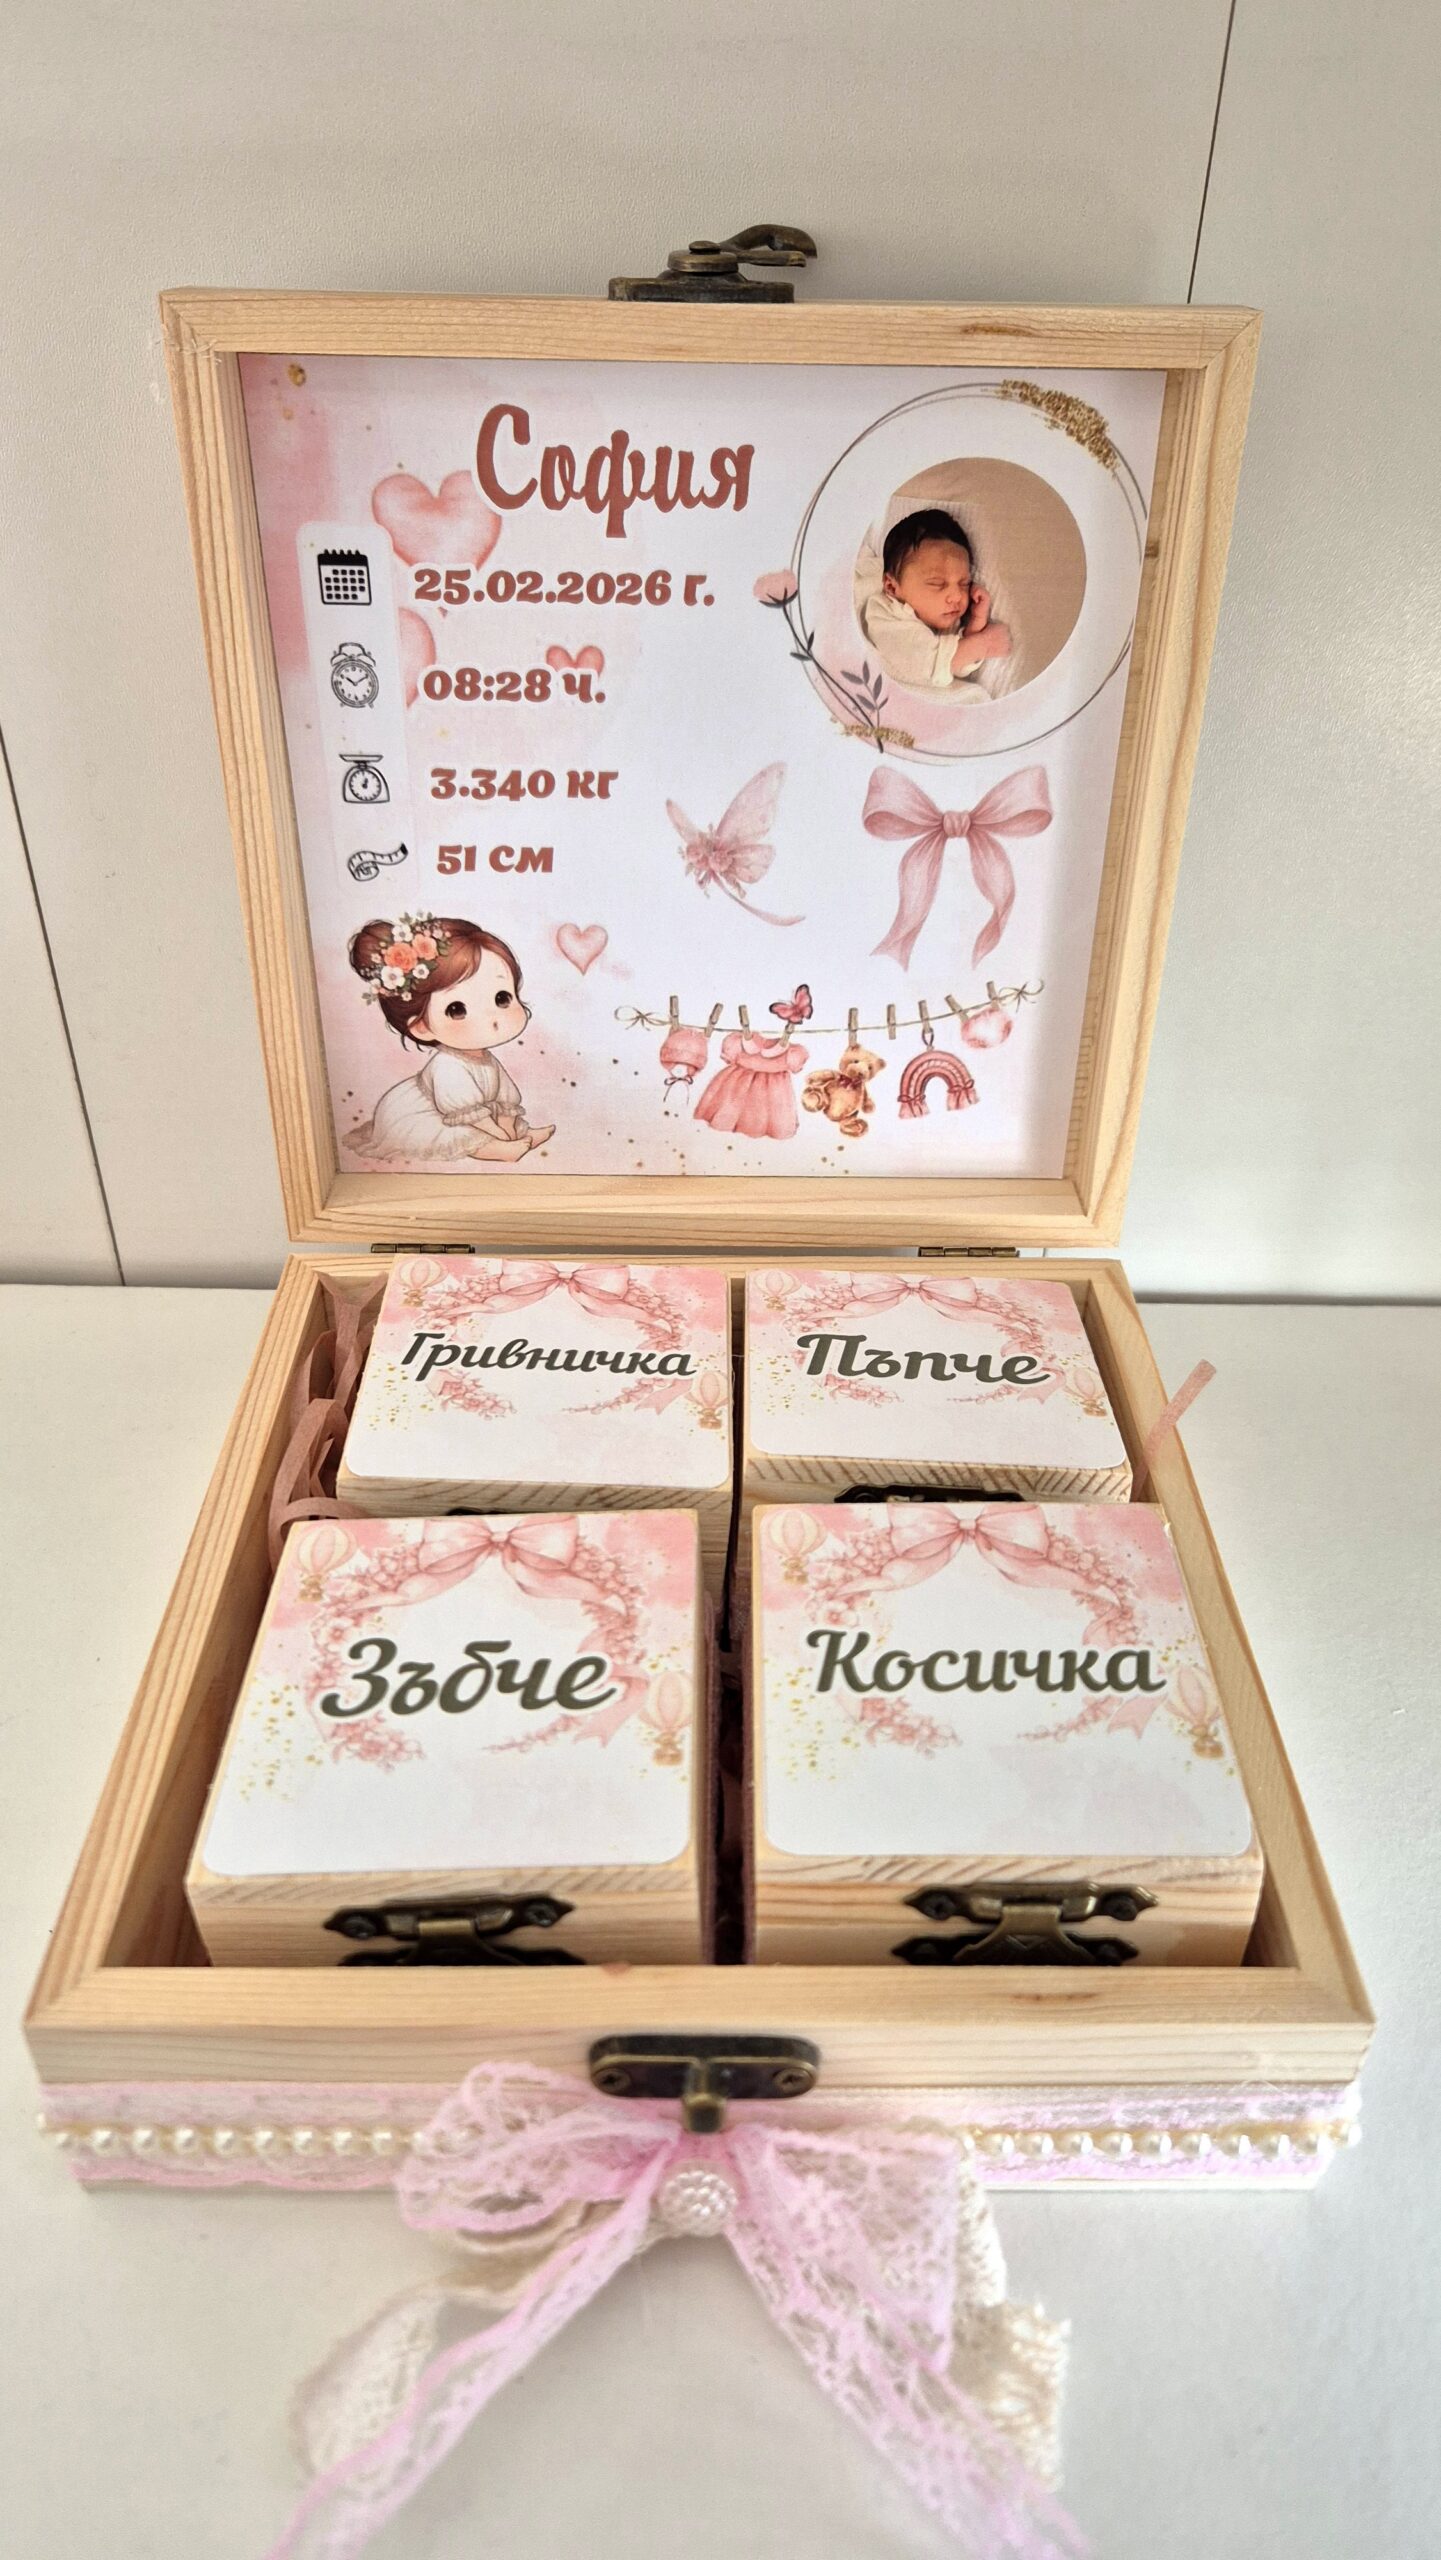 София
25.02.2026 г.
08:28 ч.
3.340 кг
51 см
Гривничка
Пъпче
Зъбче
Косичка